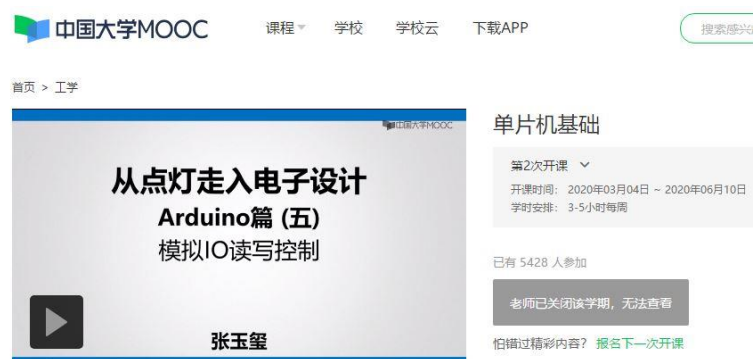 中国大学MOOC 课程 学校 学校云 下载APP 搜索感兴
首页 > 工学
中国大学MOOC
从点灯走入电子设计
Arduino篇 (五)
模拟IO读写控制
张玉玺
单片机基础
第2次开课
开课时间: 2020年03月04日 ~ 2020年06月10日
学时安排: 3-5小时每周
已有 5428 人参加
老师已关闭该学期,无法查看
怕错过精彩内容? 报名下一次开课